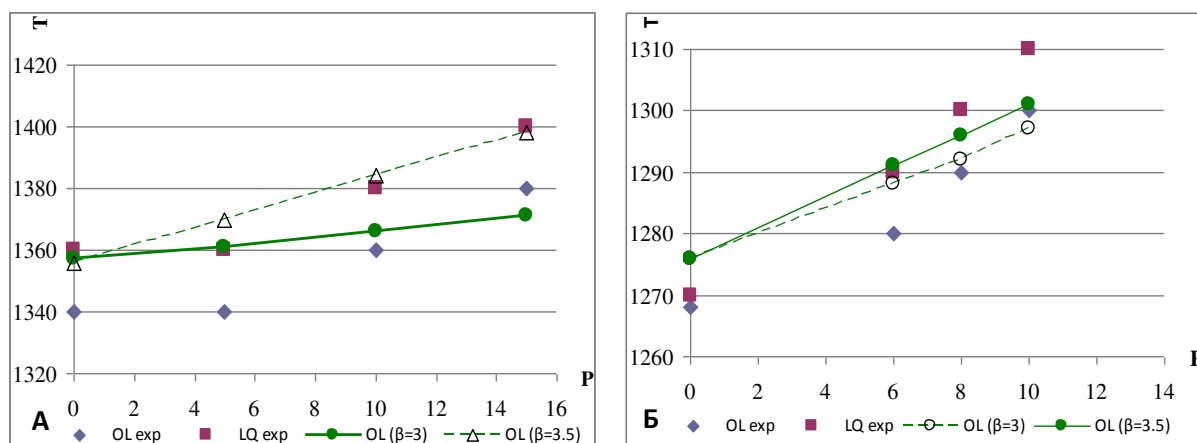 T
1420
1400
1380
1360
1340
1320
P
0 2 4 6 8 10 12 14 16
А
OL exp LQ exp OL (β=3) OL (β=3.5)
T
1310
1300
1290
1280
1270
1260
P
0 2 4 6 8 10 12 14
Б
OL exp LQ exp OL (β=3) OL (β=3.5)